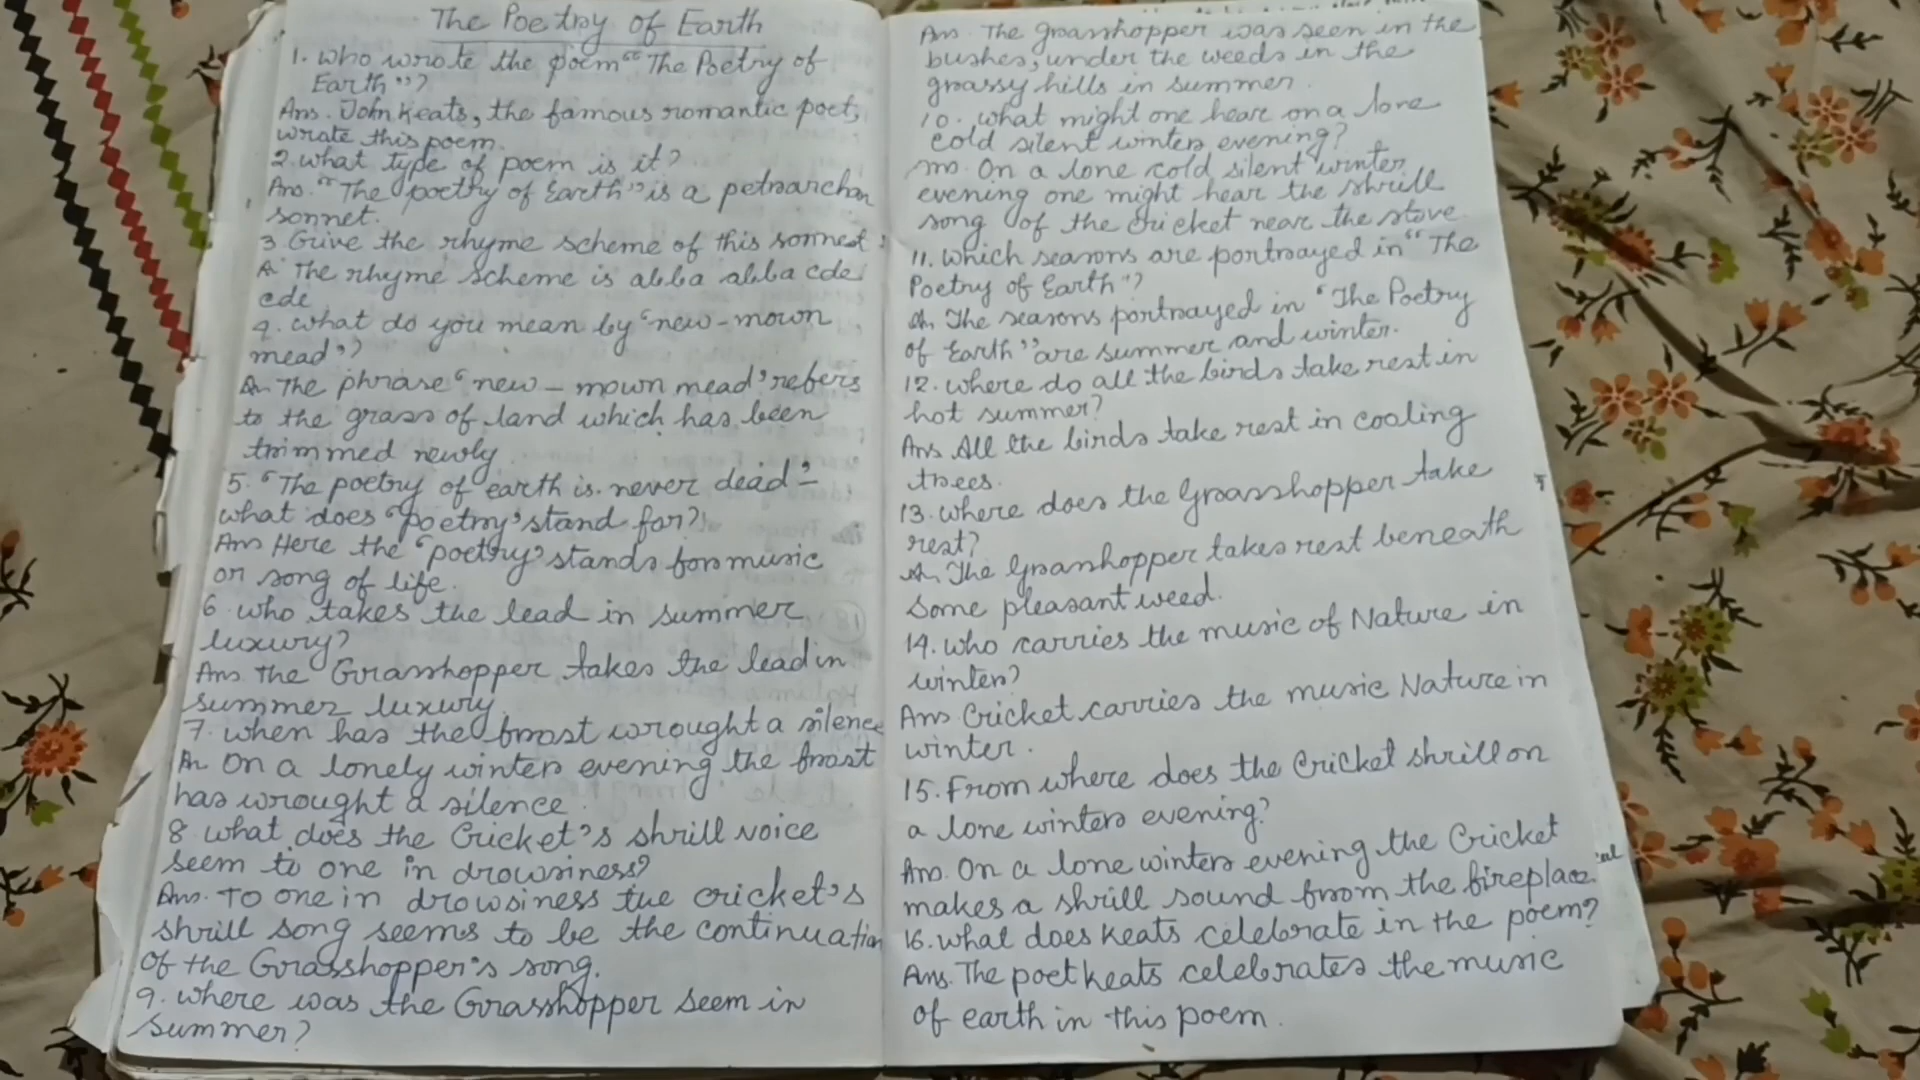 The Poetry of Earth
1. who wrote the poem "The Poetry of
Earth"?
Ans. John Keats, the famous romantic poet,
wrote this poem.
2. what type of poem is it?
Ans. "The poetry of Earth" is a petrarchan
sonnet.
3 Give the rhyme scheme of this sonnet
A. The rhyme scheme is abba abba cde
cde
4. what do you mean by 'new-mown
mead'?
An. The phrase 'new-mown mead' refers
to the grass of land which has been
trimmed newly
5. 'The poetry of earth is never dead'-
what does 'poetry' stand for?
Ans Here the 'poetry' stands for music
or song of life.
6 who takes the lead in summer
luxury?
Ans. The Grasshopper takes the lead in
summer luxury
7. when has the frost wrought a silence
An On a lonely winter evening the frost
has wrought a silence.
8 what does the Cricket's shrill voice
seem to one in drowsiness?
Ans. To one in drowsiness the cricket's
shrill song seems to be the continuation
of the Grasshopper's song.
9. where was the Grasshopper seem in
summer?
Ans. The grasshopper was seen in the
bushes, under the weeds in the
grassy hills in summer.
10. what might one hear on a lone
cold silent winter evening?
Ans. On a lone cold silent winter
evening one might hear the shrill
song of the cricket near the stove
11. which seasons are portrayed in "The
Poetry of Earth"?
An. The seasons portrayed in "The Poetry
of Earth" are summer and winter.
12. where do all the birds take rest in
hot summer?
Ans. All the birds take rest in cooling
trees.
13. where does the Grasshopper take
rest?
An. The Grasshopper takes rest beneath
some pleasant weed.
14. who carries the music of Nature in
winter?
Ans. Cricket carries the music Nature in
winter.
15. From where does the Cricket shrill on
a lone winter evening?
Ans. On a lone winter evening the Cricket
makes a shrill sound from the fireplace.
16. what does Keats celebrate in the poem?
Ans. The poet Keats celebrates the music
of earth in this poem.